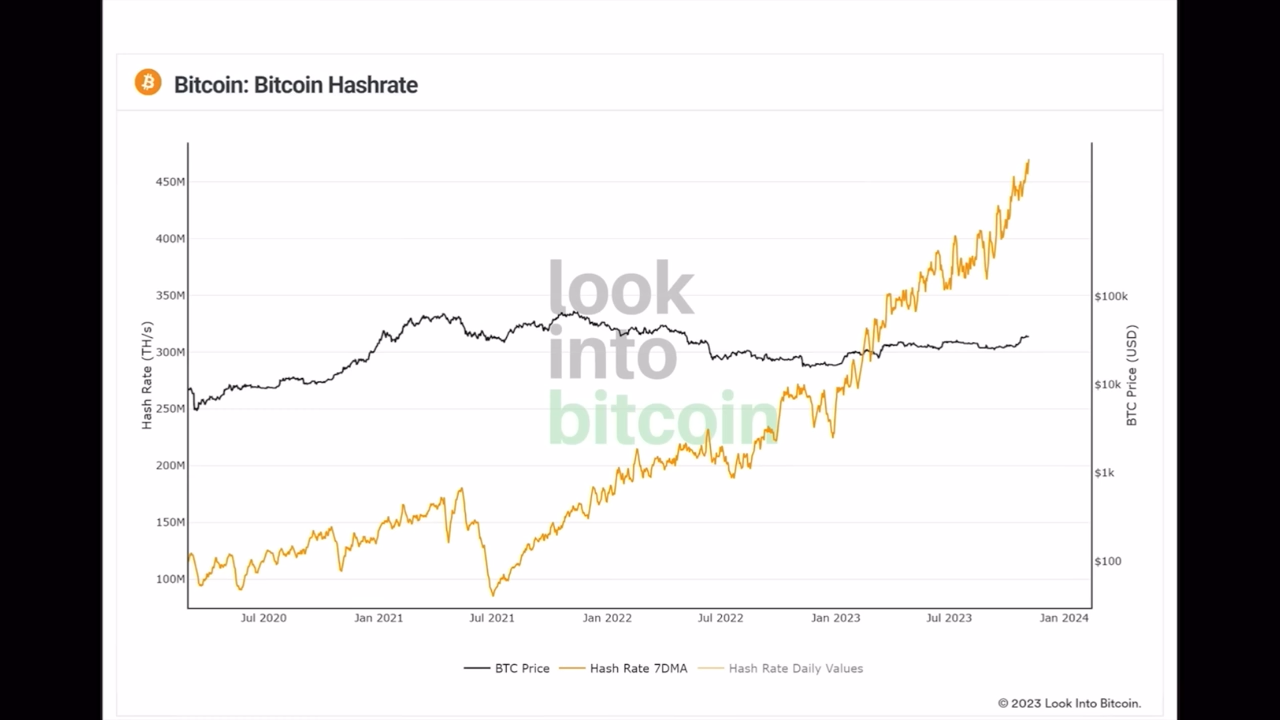 Bitcoin: Bitcoin Hashrate
450M
400M
350M
300M
250M
200M
150M
100M
Hash Rate (TH/s)
look
into
bitcoin
$100k
$10k
$1k
$100
BTC Price (USD)
Jul 2020
Jan 2021
Jul 2021
Jan 2022
Jul 2022
Jan 2023
Jul 2023
Jan 2024
BTC Price
Hash Rate 7DMA
Hash Rate Daily Values
© 2023 Look Into Bitcoin.